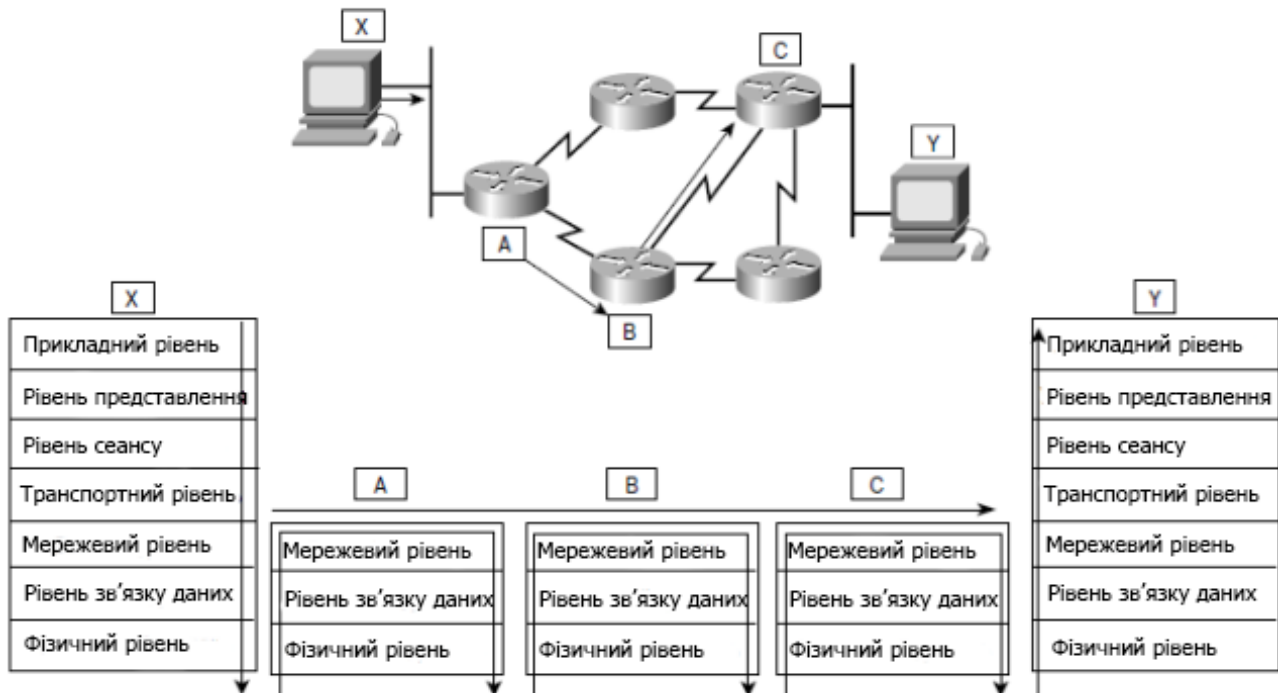 X
C
Y
A
B
X
Прикладний рівень
Рівень представлення
Рівень сеансу
Транспортний рівень
Мережевий рівень
Рівень зв’язку даних
Фізичний рівень
A
Мережевий рівень
Рівень зв’язку даних
Фізичний рівень
B
Мережевий рівень
Рівень зв’язку даних
Фізичний рівень
C
Мережевий рівень
Рівень зв’язку даних
Фізичний рівень
Y
Прикладний рівень
Рівень представлення
Рівень сеансу
Транспортний рівень
Мережевий рівень
Рівень зв’язку даних
Фізичний рівень